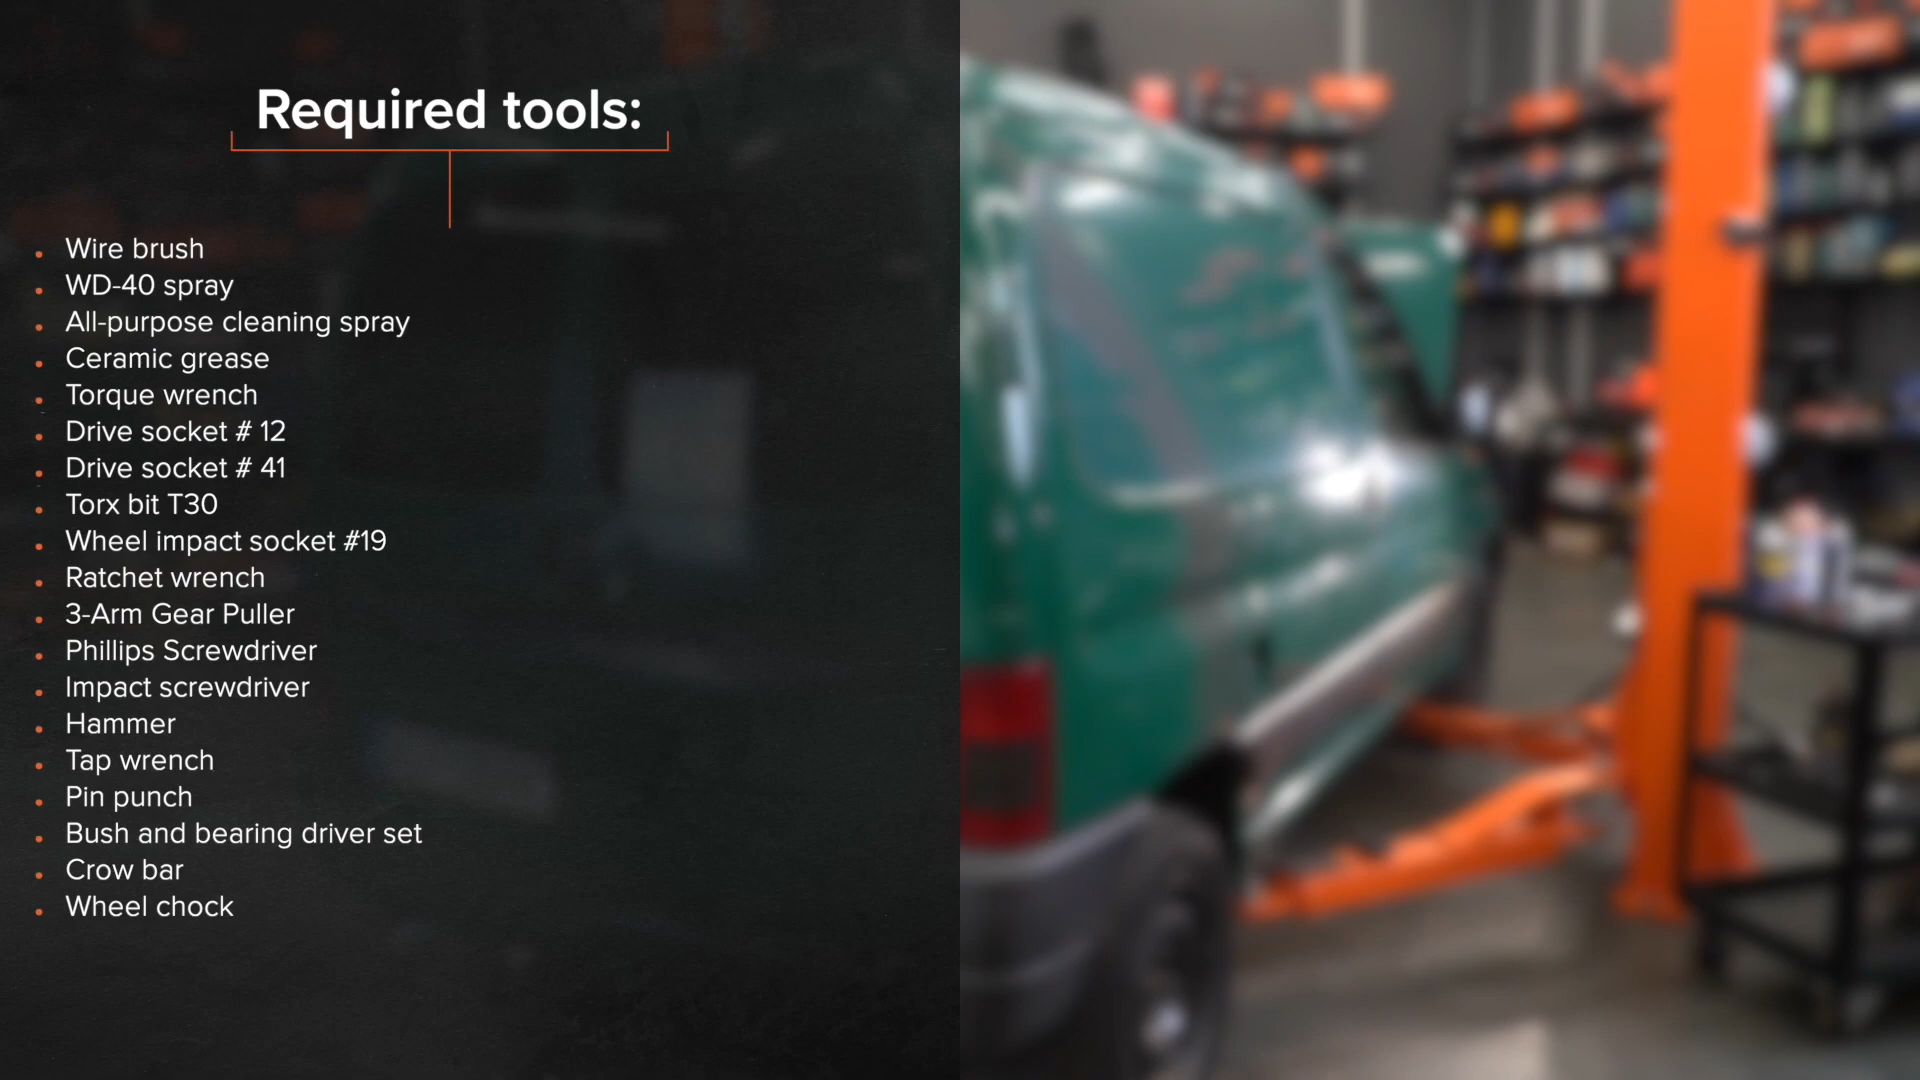 Required tools:
Wire brush
WD-40 spray
All-purpose cleaning spray
Ceramic grease
Torque wrench
Drive socket # 12
Drive socket # 41
Torx bit T30
Wheel impact socket #19
Ratchet wrench
3-Arm Gear Puller
Phillips Screwdriver
Impact screwdriver
Hammer
Tap wrench
Pin punch
Bush and bearing driver set
Crow bar
Wheel chock